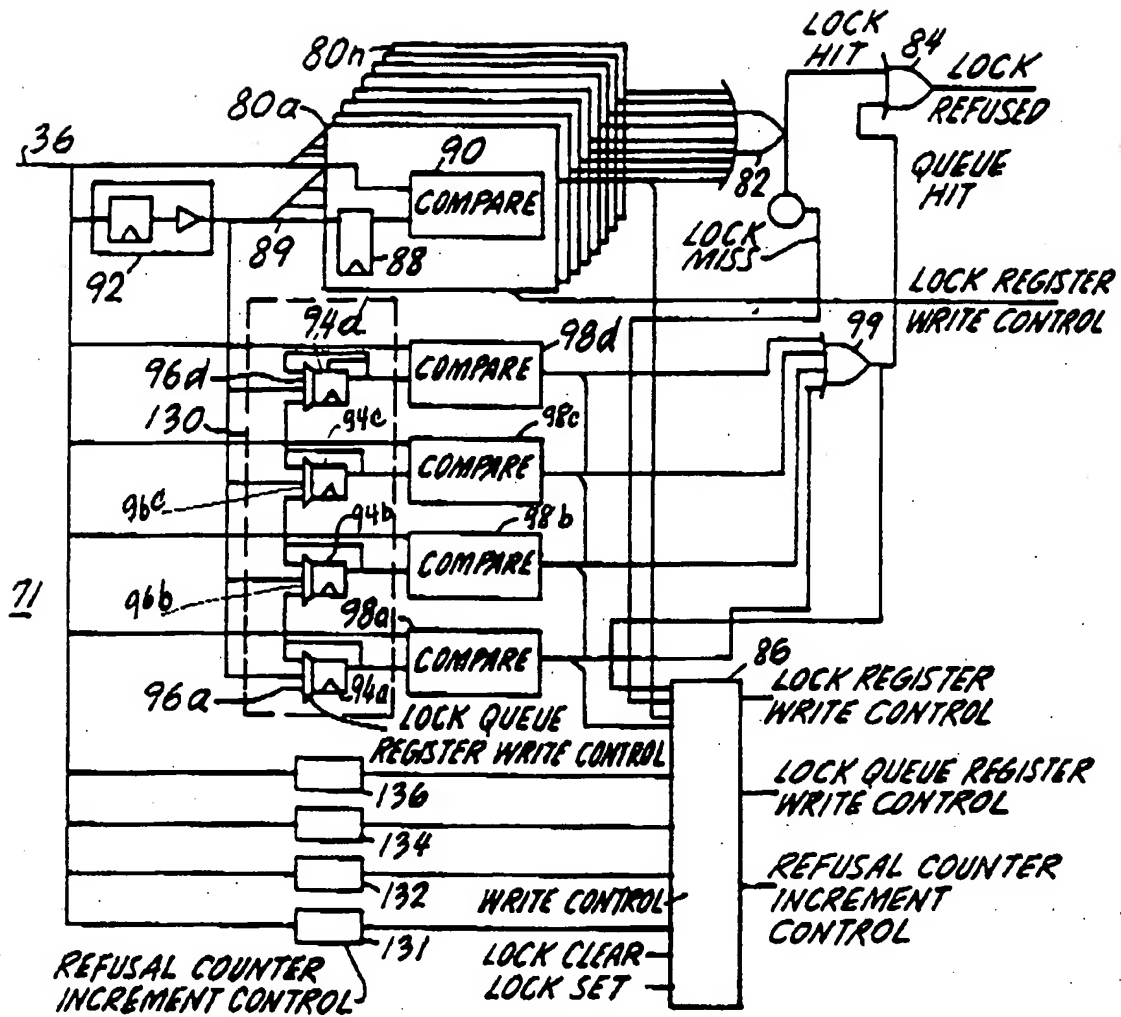 80n
LOCK
HIT
84
LOCK
REFUSED
80a
36
90
COMPARE
82
QUEUE
HIT
92
89
88
LOCK
MISS
LOCK REGISTER
WRITE CONTROL
94d
98d
99
96d
COMPARE
130
94c
98c
COMPARE
96c
94b
98b
COMPARE
96b
71
98a
COMPARE
86
96a
94a
LOCK QUEUE
REGISTER WRITE CONTROL
LOCK REGISTER
WRITE CONTROL
136
LOCK QUEUE REGISTER
WRITE CONTROL
134
132
WRITE CONTROL
REFUSAL COUNTER
INCREMENT
CONTROL
131
LOCK CLEAR
LOCK SET
REFUSAL COUNTER
INCREMENT CONTROL